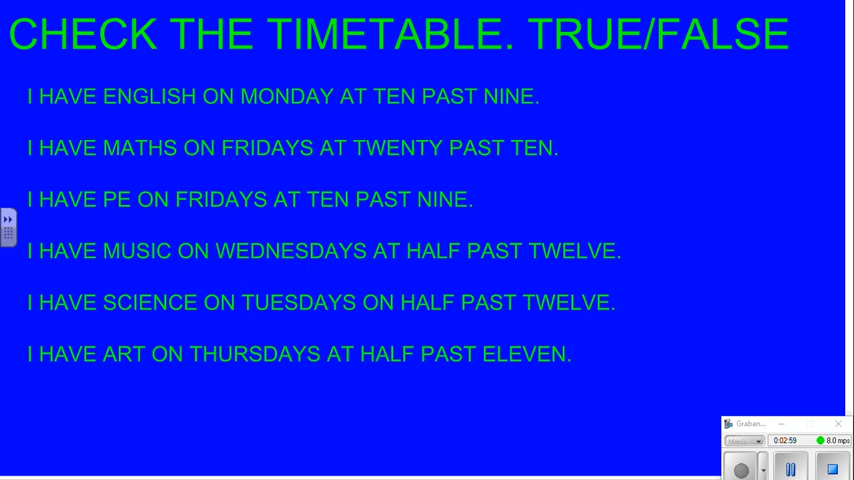 CHECK THE TIMETABLE. TRUE/FALSE
I HAVE ENGLISH ON MONDAY AT TEN PAST NINE.
I HAVE MATHS ON FRIDAYS AT TWENTY PAST TEN.
I HAVE PE ON FRIDAYS AT TEN PAST NINE.
I HAVE MUSIC ON WEDNESDAYS AT HALF PAST TWELVE.
I HAVE SCIENCE ON TUESDAYS ON HALF PAST TWELVE.
I HAVE ART ON THURSDAYS AT HALF PAST ELEVEN.
Graban...
Menú
0:02:59
8.0 mps